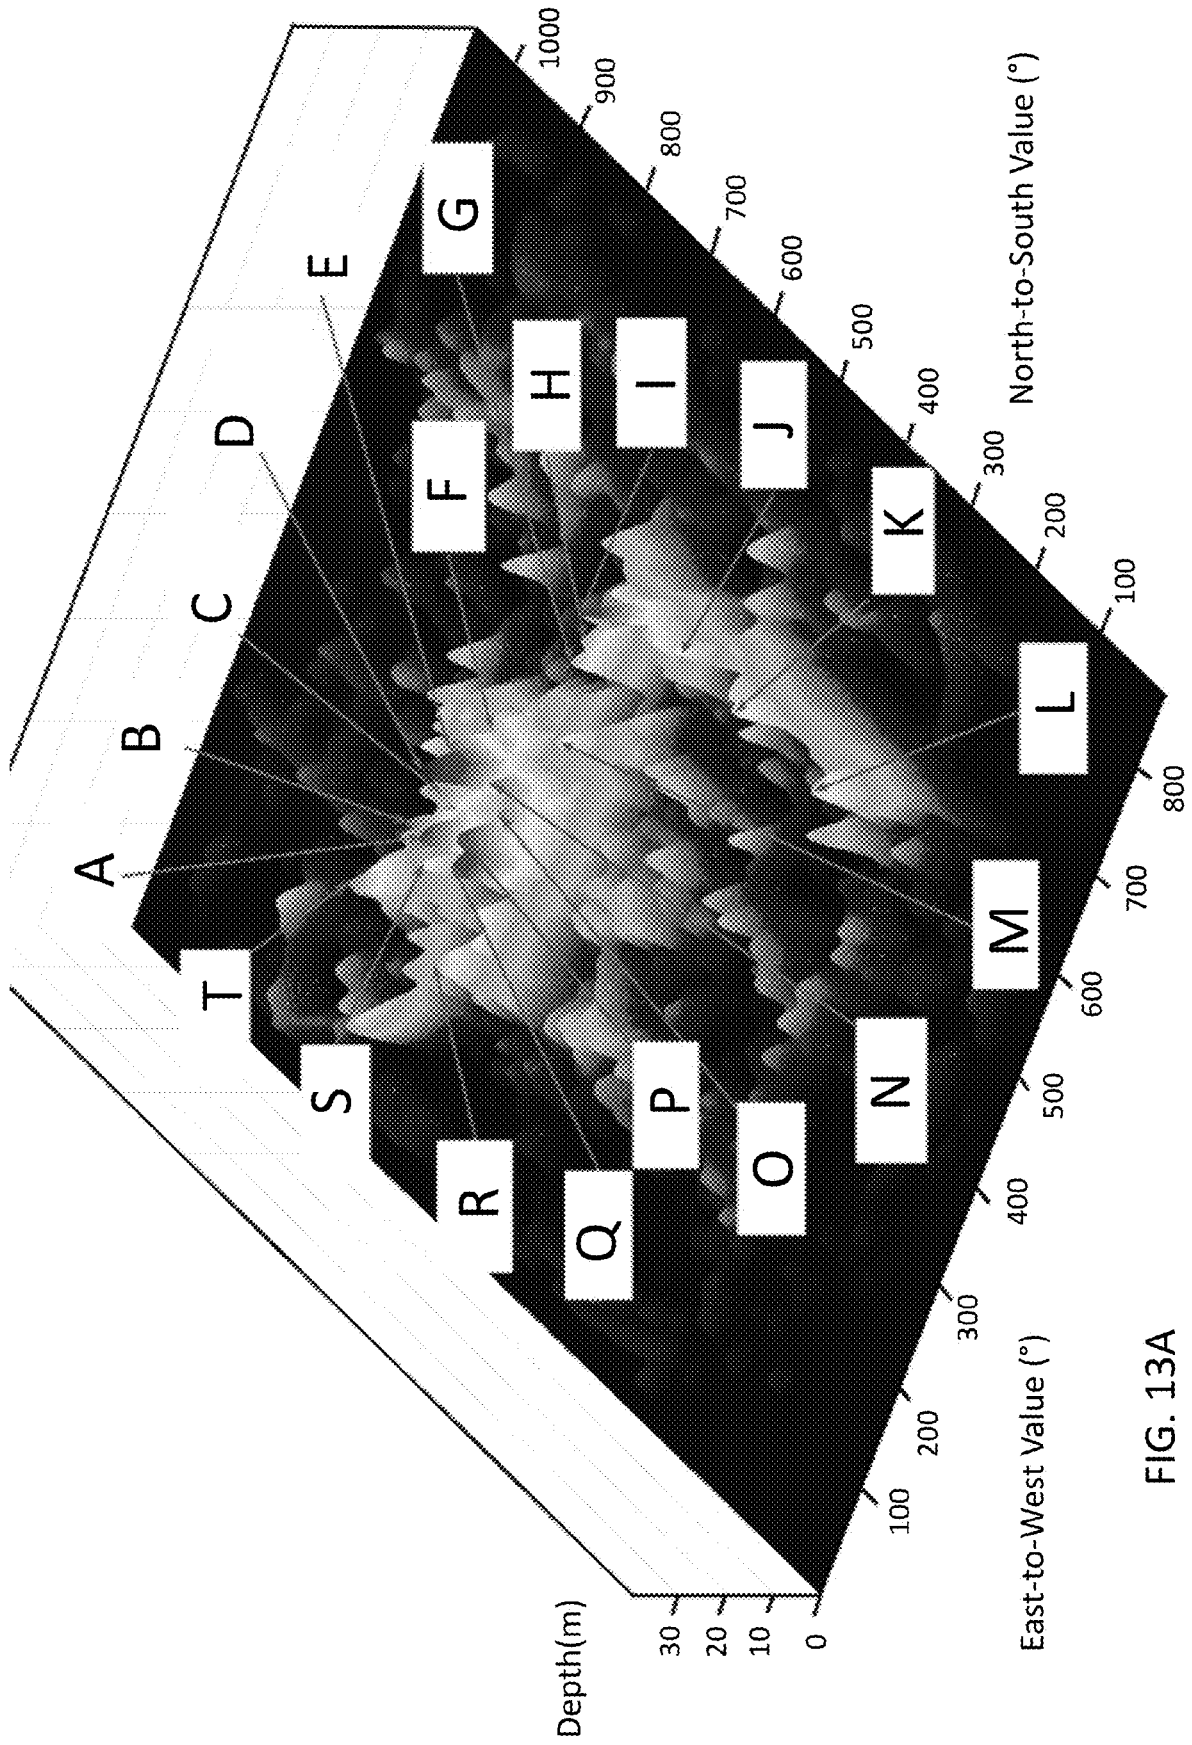 A
B
C
D
E
F
G
H
I
J
K
L
M
N
O
P
Q
R
S
T
Depth(m)
30
20
10
0
100
200
300
400
500
600
700
800
East-to-West Value (°)
100
200
300
400
500
600
700
800
900
1000
North-to-South Value (°)
FIG. 13A